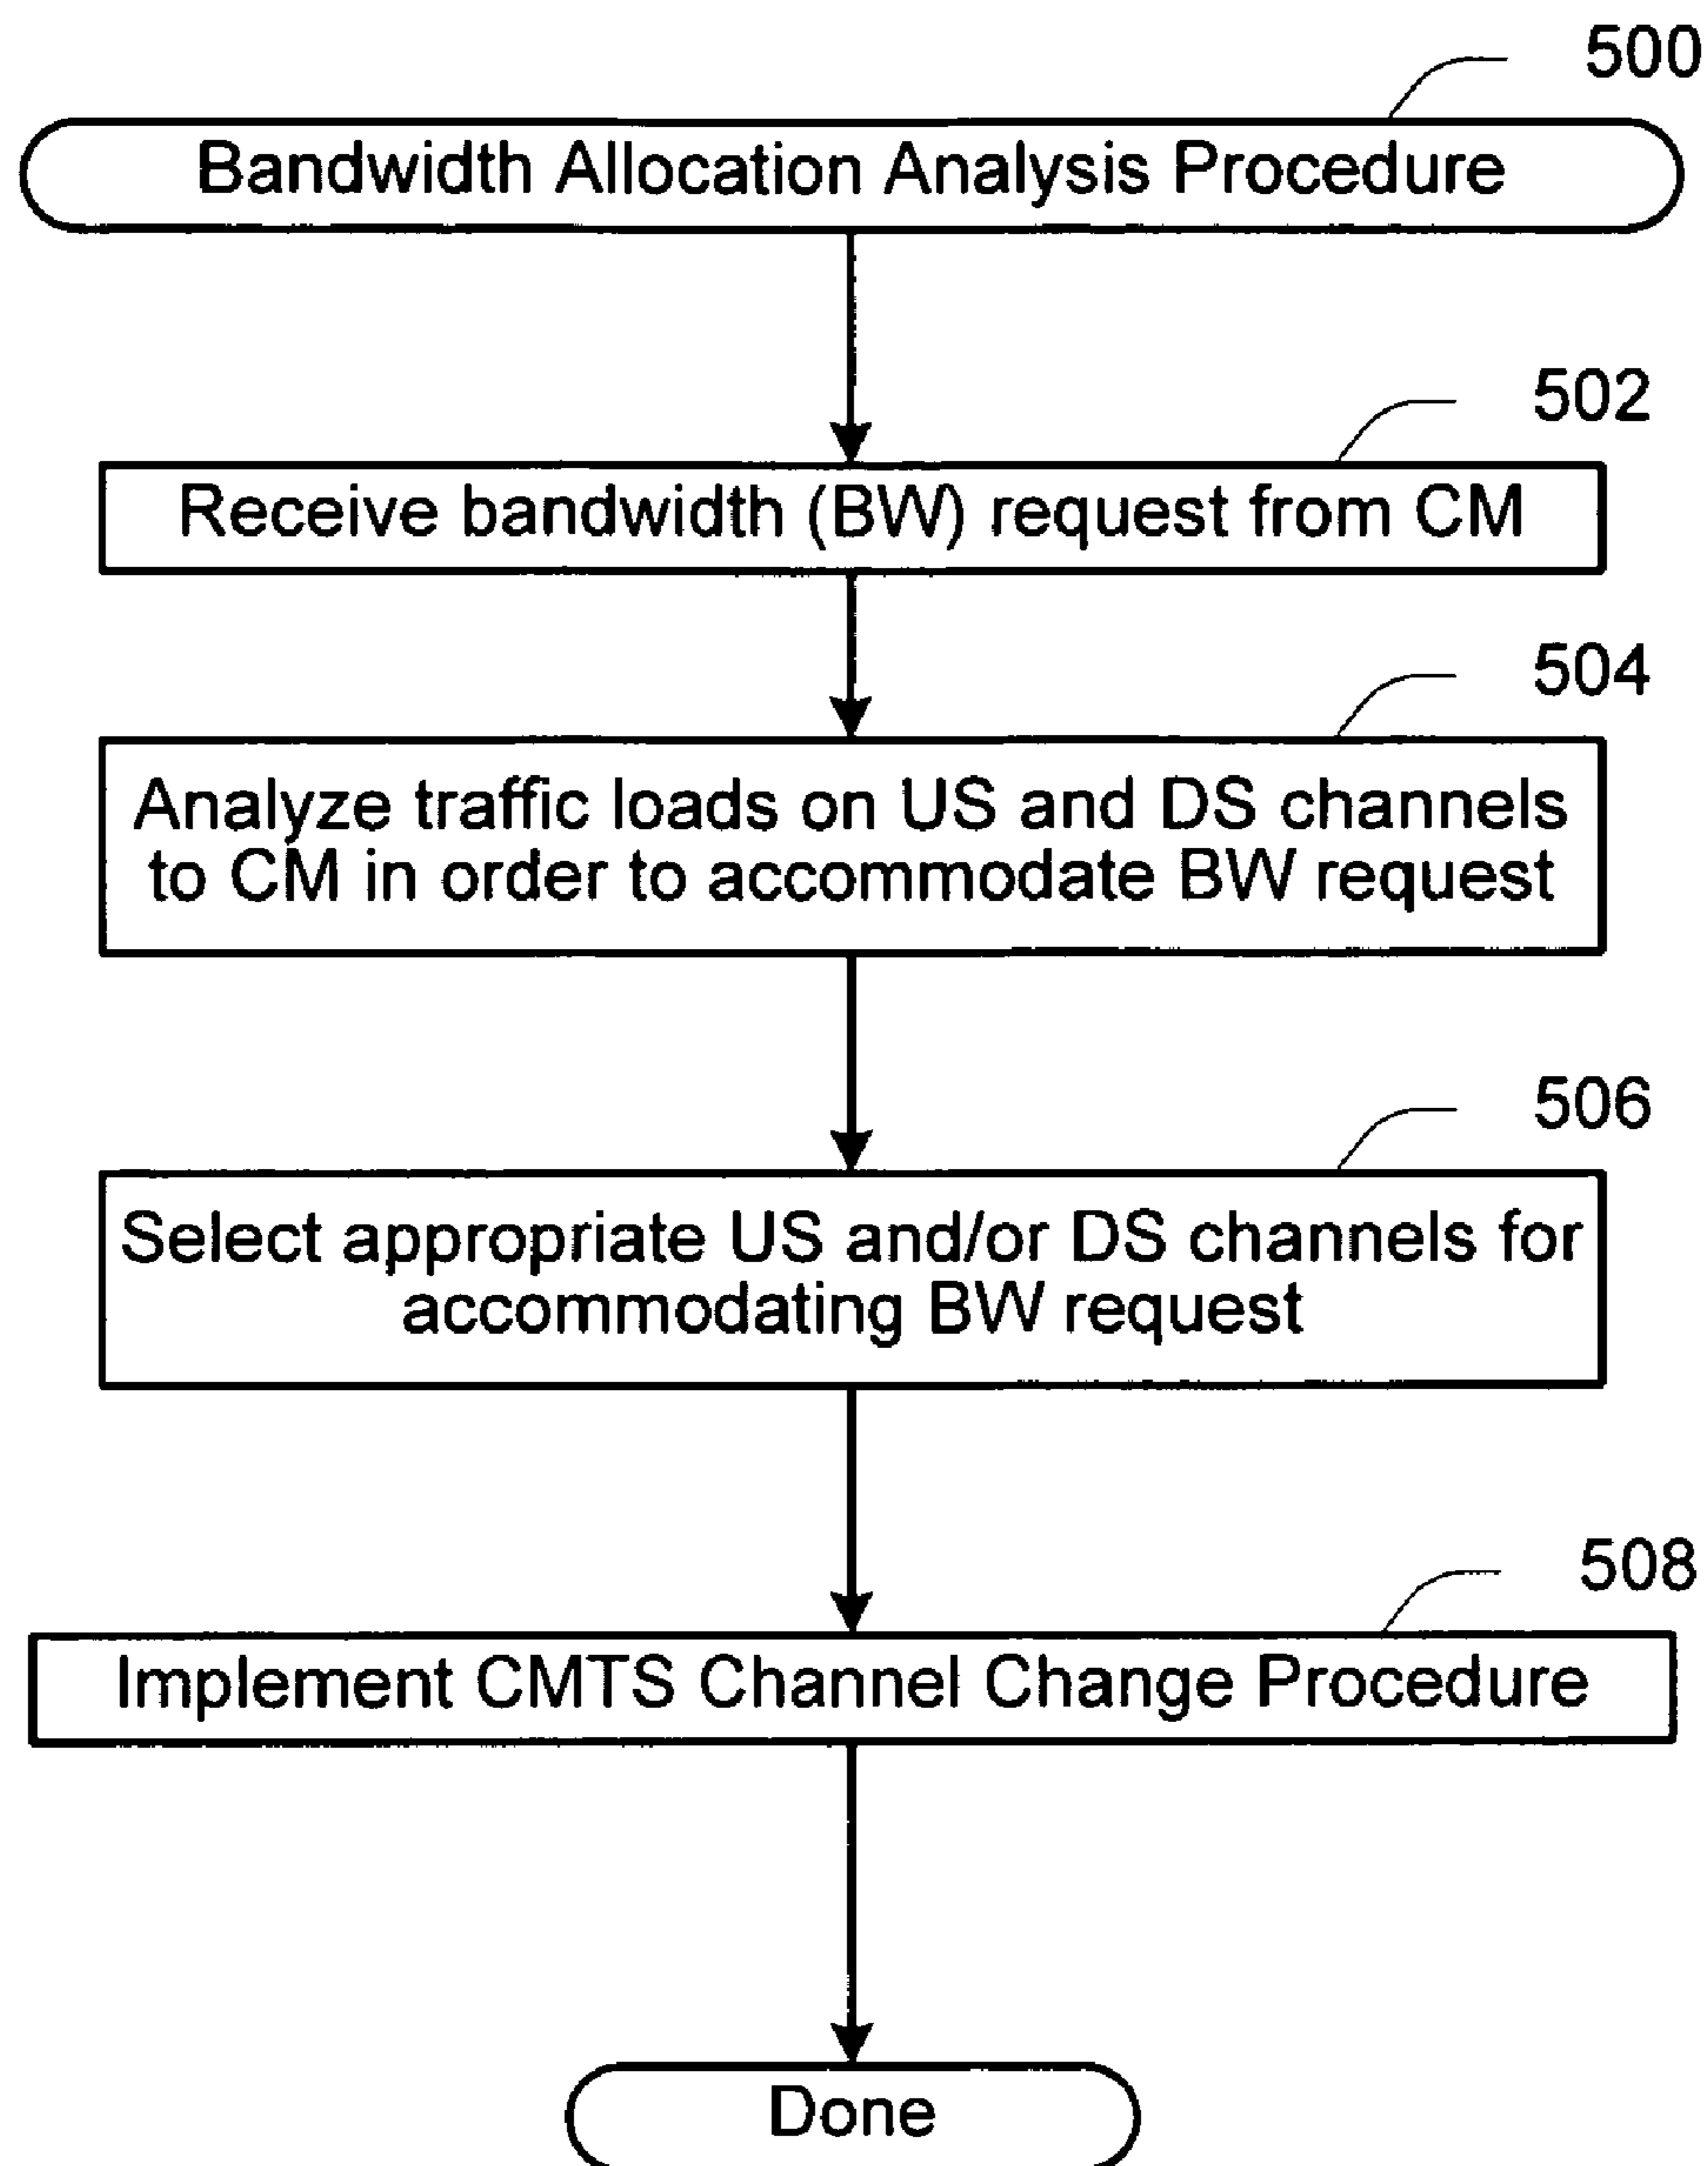 500
Bandwidth Allocation Analysis Procedure
502
Receive bandwidth (BW) request from CM
504
Analyze traffic loads on US and DS channels
to CM in order to accommodate BW request
506
Select appropriate US and/or DS channels for
accommodating BW request
508
Implement CMTS Channel Change Procedure
Done